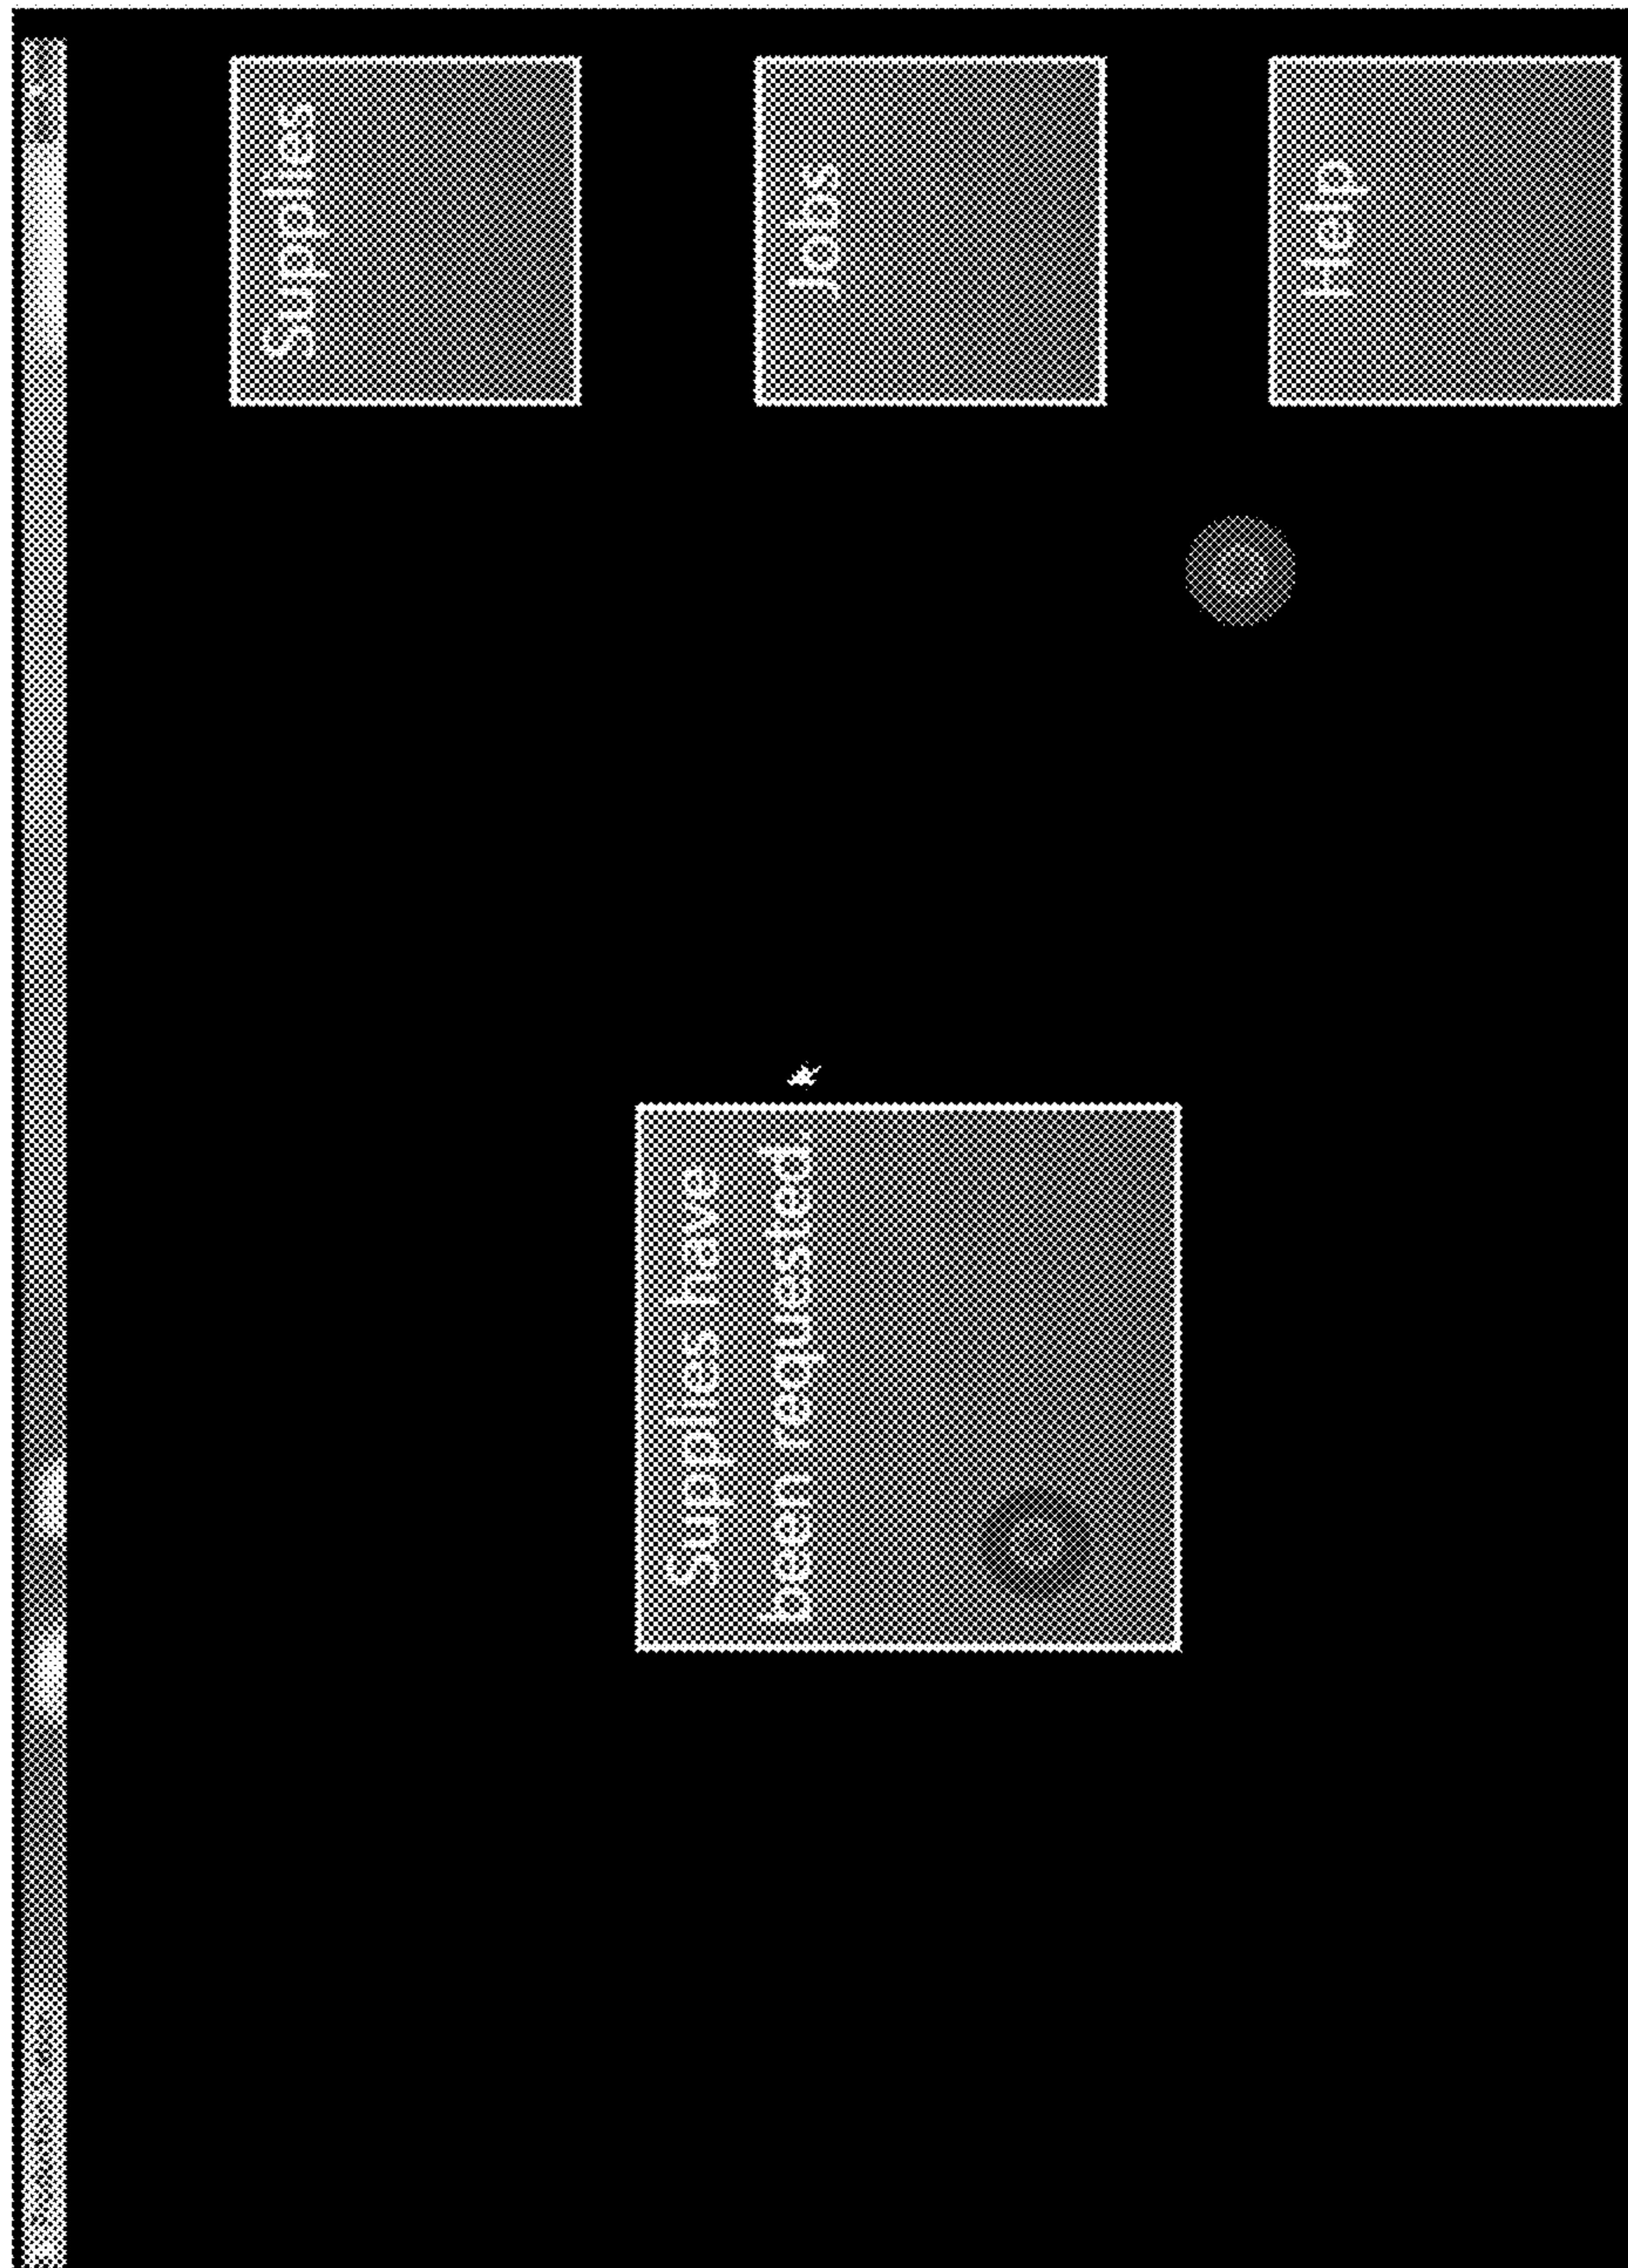 Supplies
Jobs
Help
Supplies have
been requested.